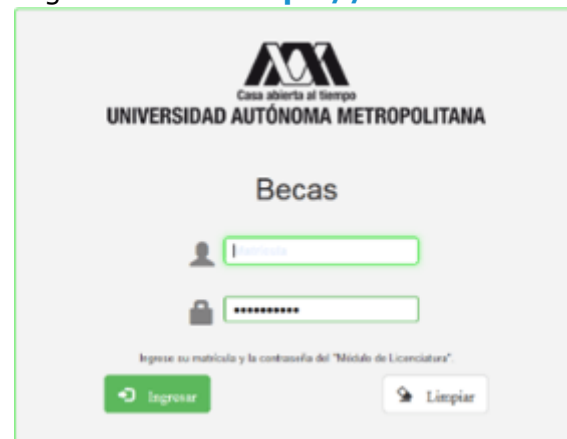 Casa abierta al tiempo
UNIVERSIDAD AUTÓNOMA METROPOLITANA
Becas
Matrícula
••••••••••
Ingrese su matrícula y la contraseña del "Módulo de Licenciatura".
Ingresar
Limpiar